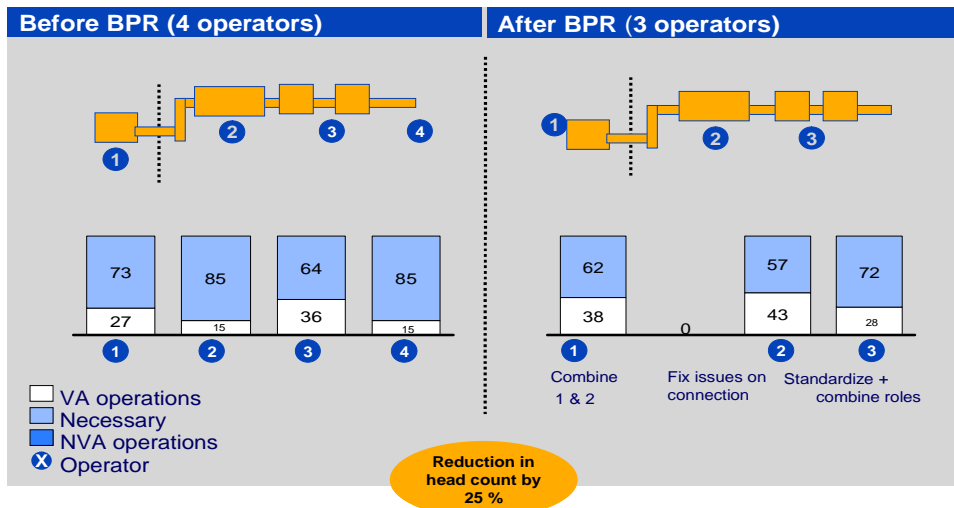 Before BPR (4 operators)
After BPR (3 operators)
1
2
3
4
1
2
3
73
85
64
85
27
15
36
15
1
2
3
4
62
57
72
38
0
43
28
1
2
3
Combine
1 & 2
Fix issues on
connection
Standardize +
combine roles
VA operations
Necessary
NVA operations
X Operator
Reduction in
head count by
25 %